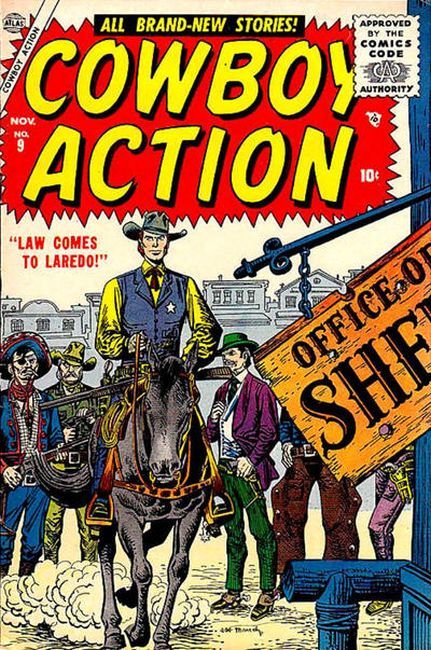 ATLAS
COWBOY ACTION
ALL BRAND-NEW STORIES!
APPROVED
BY THE
COMICS
CODE
CA
AUTHORITY
COWBOY
ACTION
NOV.
NO.
9
10¢
"LAW COMES
TO LAREDO!"
OFFICE·OF
SHE